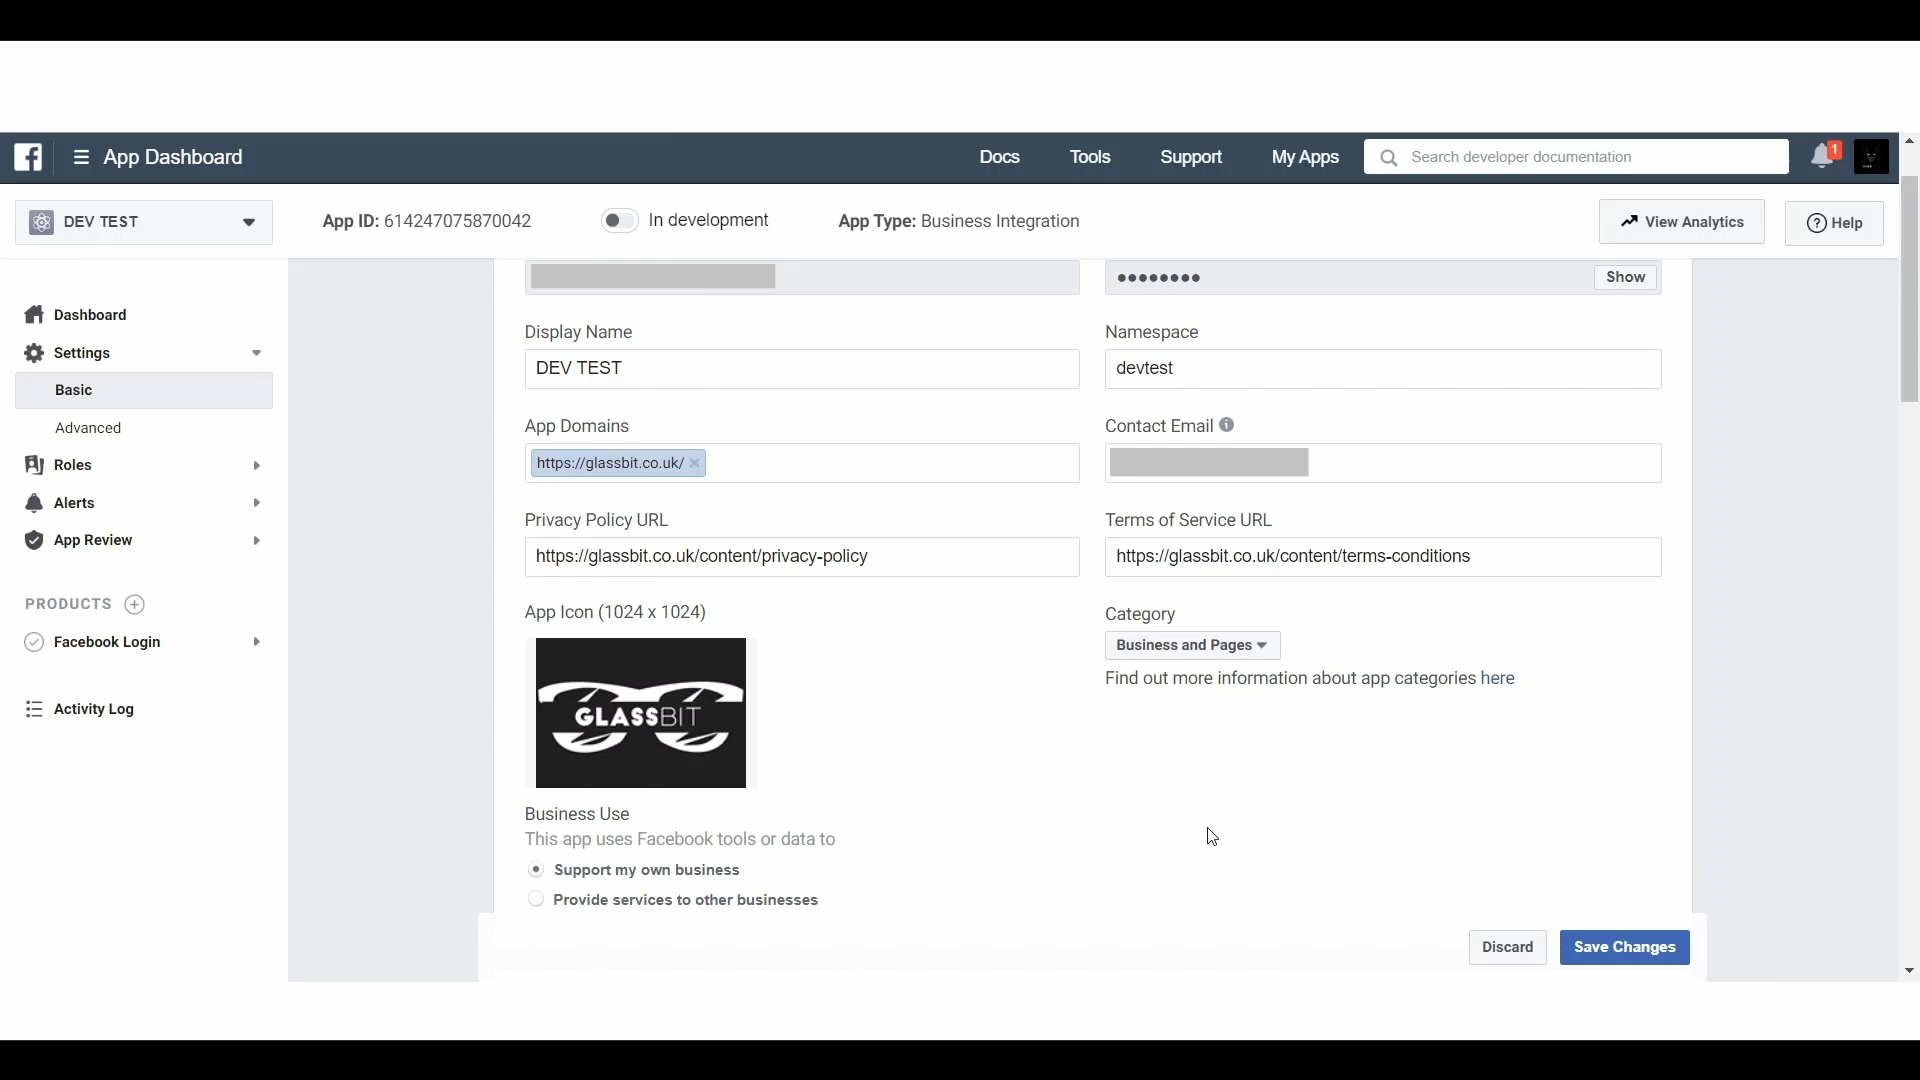 App Dashboard
Docs
Tools
Support
My Apps
Search developer documentation
1
DEV TEST
App ID: 614247075870042
In development
App Type: Business Integration
View Analytics
Help
Dashboard
Settings
Basic
Advanced
Roles
Alerts
App Review
PRODUCTS
Facebook Login
Activity Log
Show
Display Name
DEV TEST
Namespace
devtest
App Domains
https://glassbit.co.uk/
Contact Email
Privacy Policy URL
https://glassbit.co.uk/content/privacy-policy
Terms of Service URL
https://glassbit.co.uk/content/terms-conditions
App Icon (1024 x 1024)
GLASSBIT
Category
Business and Pages
Find out more information about app categories here
Business Use
This app uses Facebook tools or data to
Support my own business
Provide services to other businesses
Discard
Save Changes